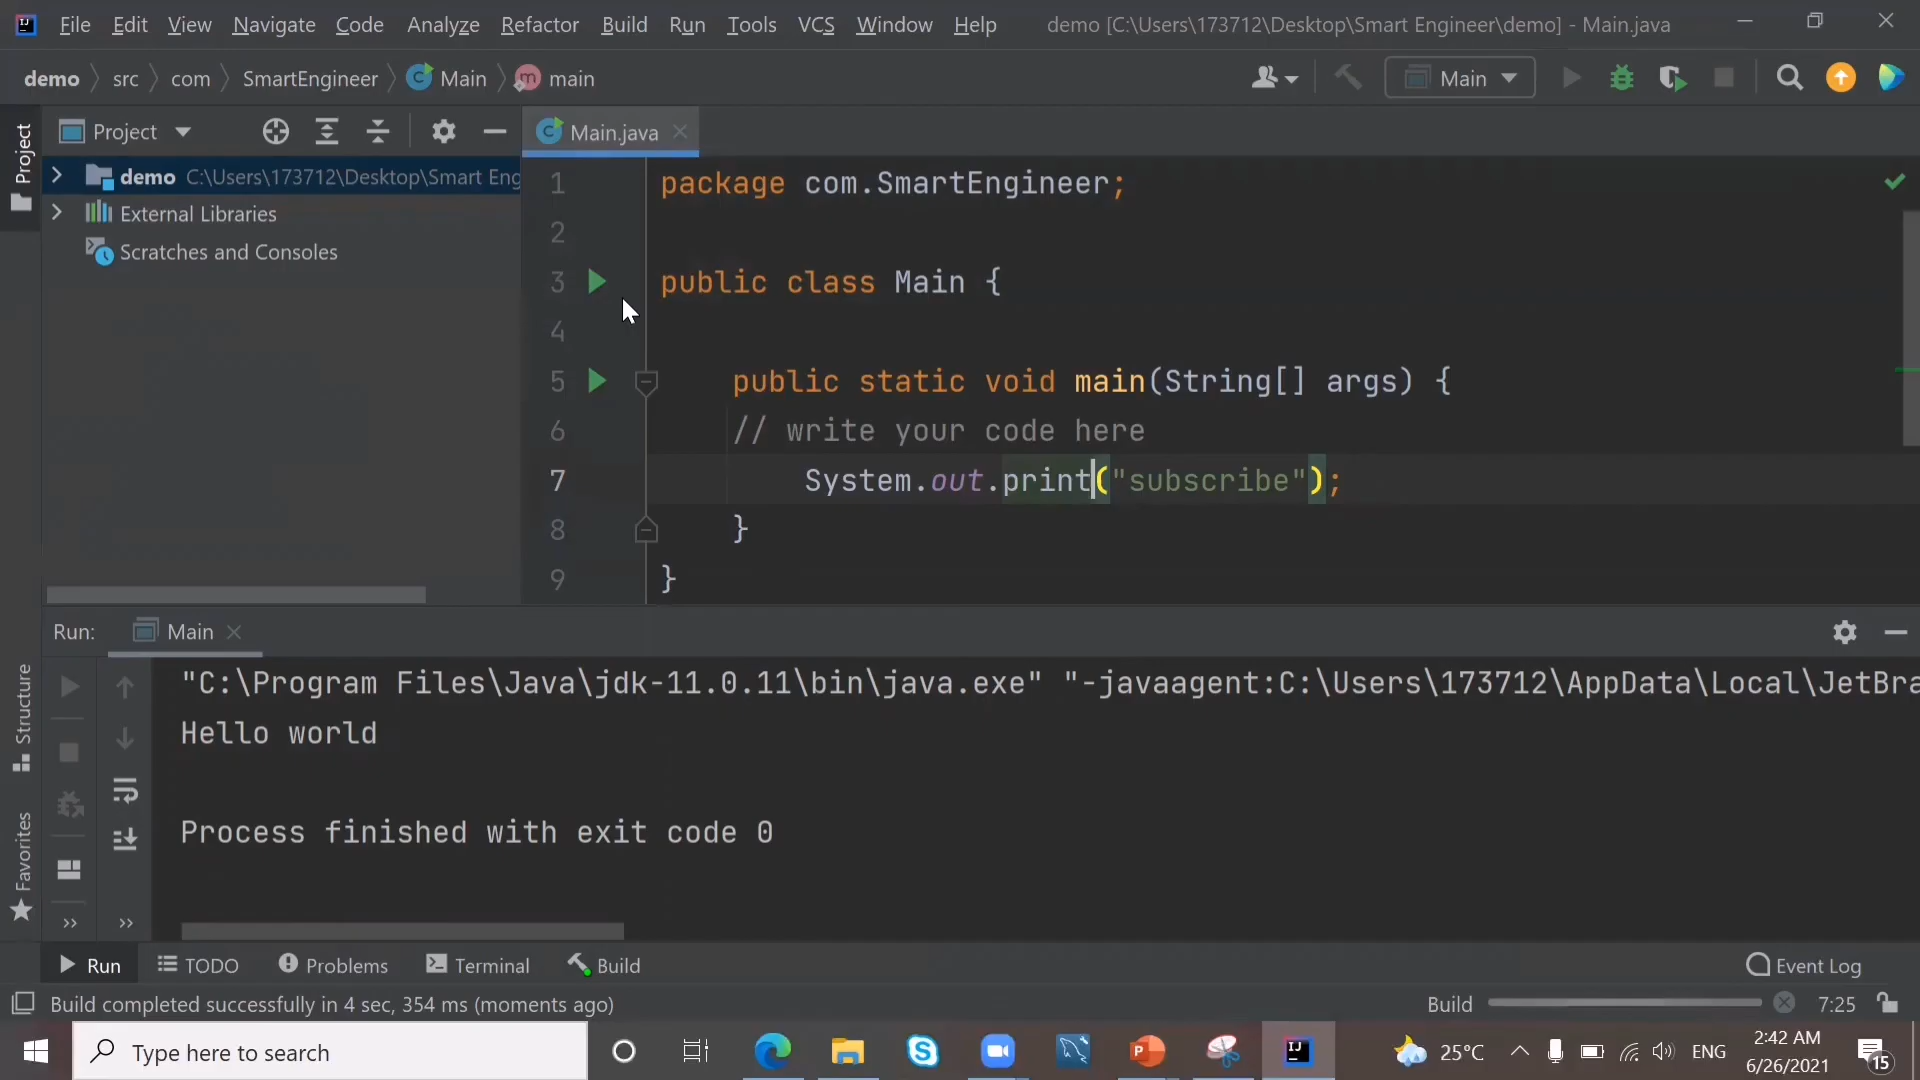 File Edit View Navigate Code Analyze Refactor Build Run Tools VCS Window Help demo [C:\Users\173712\Desktop\Smart Engineer\demo] - Main.java
demo src com SmartEngineer Main main Main
Project
Project
Main.java
demo C:\Users\173712\Desktop\Smart Eng
External Libraries
Scratches and Consoles
1 package com.SmartEngineer;
2
3 public class Main {
4
5 public static void main(String[] args) {
6 // write your code here
7 System.out.print("subscribe");
8 }
9 }
Run: Main
Structure
Favorites
"C:\Program Files\Java\jdk-11.0.11\bin\java.exe" "-javaagent:C:\Users\173712\AppData\Local\JetBra
Hello world
Process finished with exit code 0
Run TODO Problems Terminal Build Event Log
Build completed successfully in 4 sec, 354 ms (moments ago) Build 7:25
Type here to search 25°C ENG 2:42 AM
6/26/2021 15